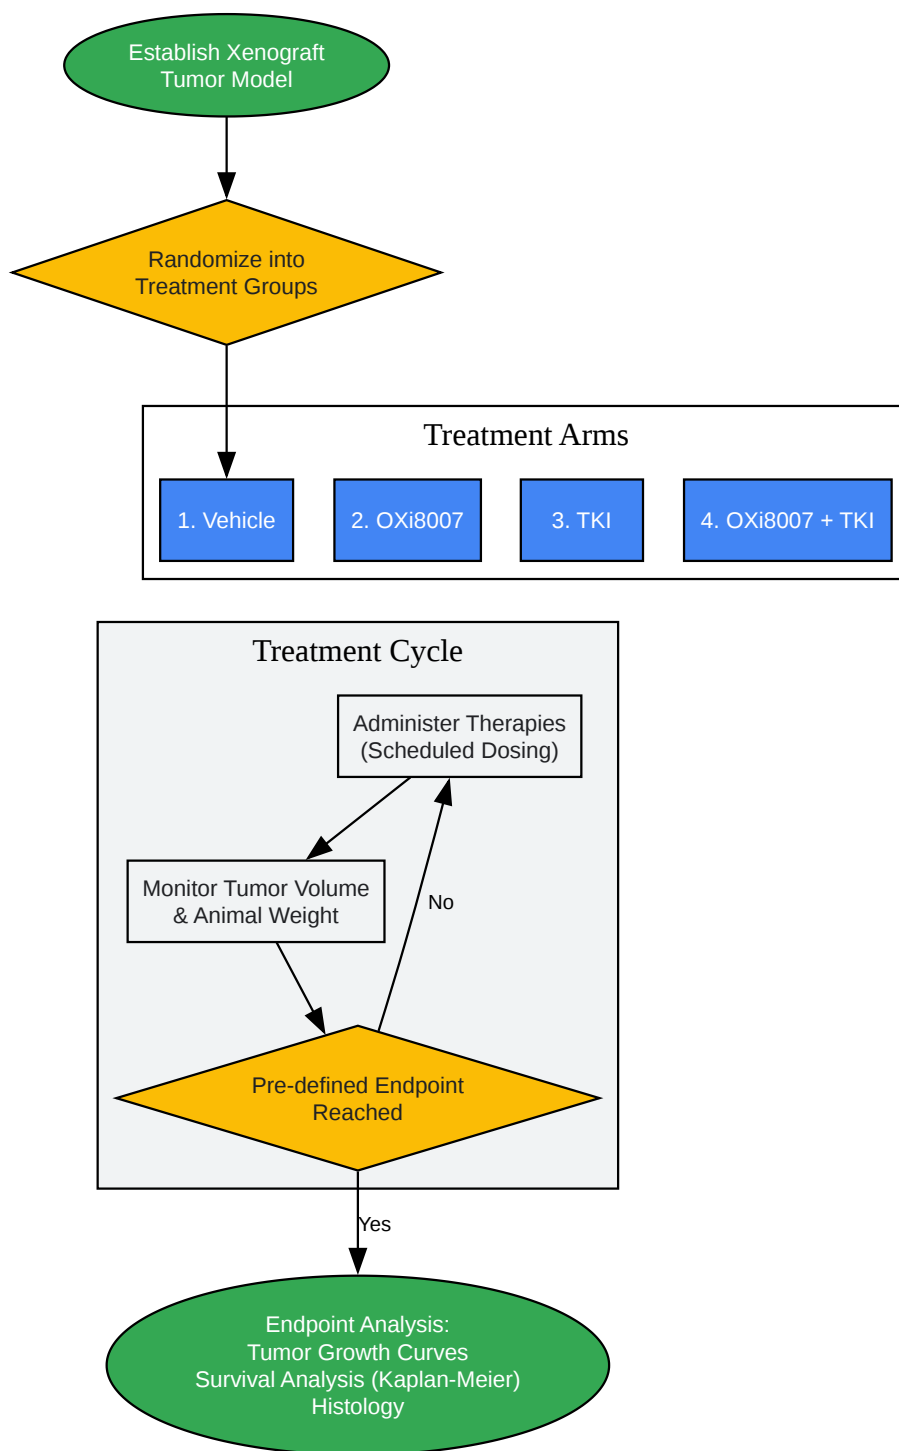 Establish Xenograft
Tumor Model
Randomize into
Treatment Groups
Treatment Arms
1. Vehicle
2. OXi8007
3. TKI
4. OXi8007 + TKI
Treatment Cycle
Administer Therapies
(Scheduled Dosing)
Monitor Tumor Volume
& Animal Weight
No
Pre-defined Endpoint
Reached
Yes
Endpoint Analysis:
Tumor Growth Curves
Survival Analysis (Kaplan-Meier)
Histology